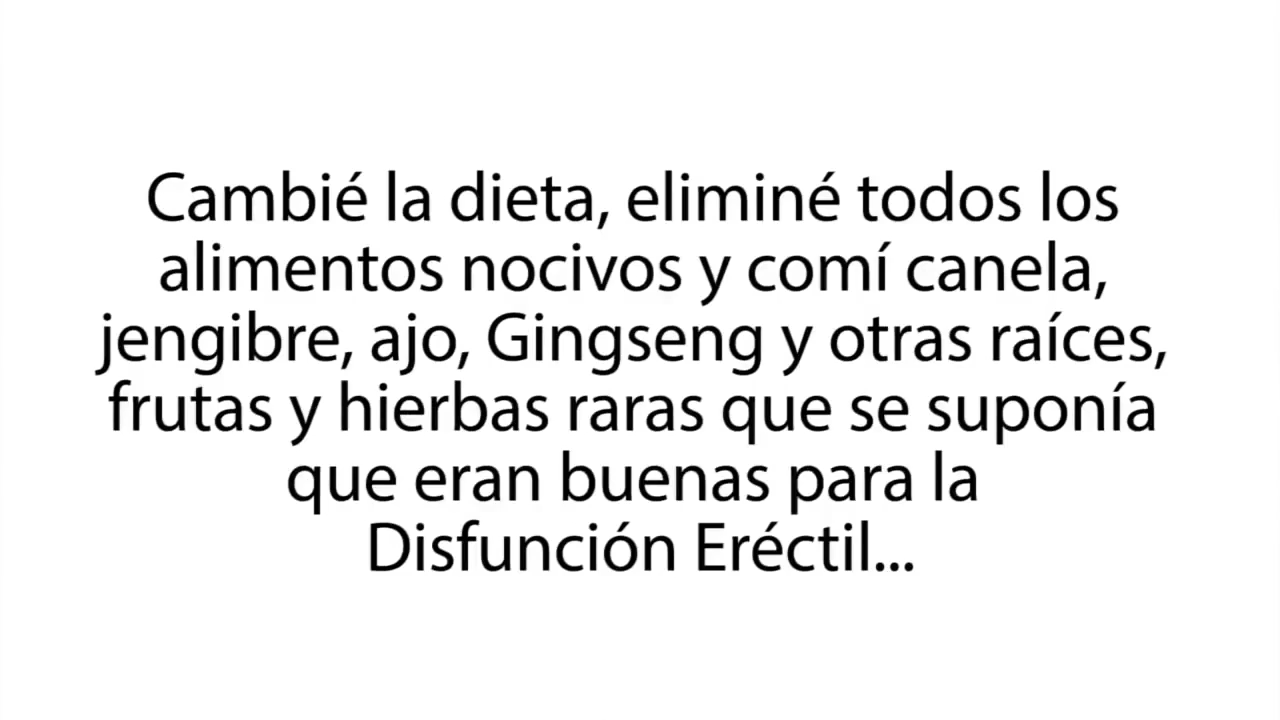 Cambié la dieta, eliminé todos los
alimentos nocivos y comí canela,
jengibre, ajo, Gingseng y otras raíces,
frutas y hierbas raras que se suponía
que eran buenas para la
Disfunción Eréctil...